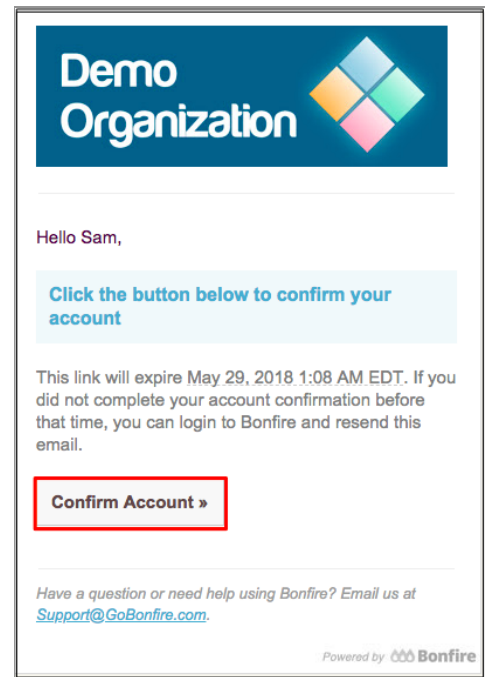 Demo
Organization
Hello Sam,
Click the button below to confirm your
account
This link will expire May 29, 2018 1:08 AM EDT. If you
did not complete your account confirmation before
that time, you can login to Bonfire and resend this
email.
Confirm Account »
Have a question or need help using Bonfire? Email us at
Support@GoBonfire.com.
Powered by Bonfire